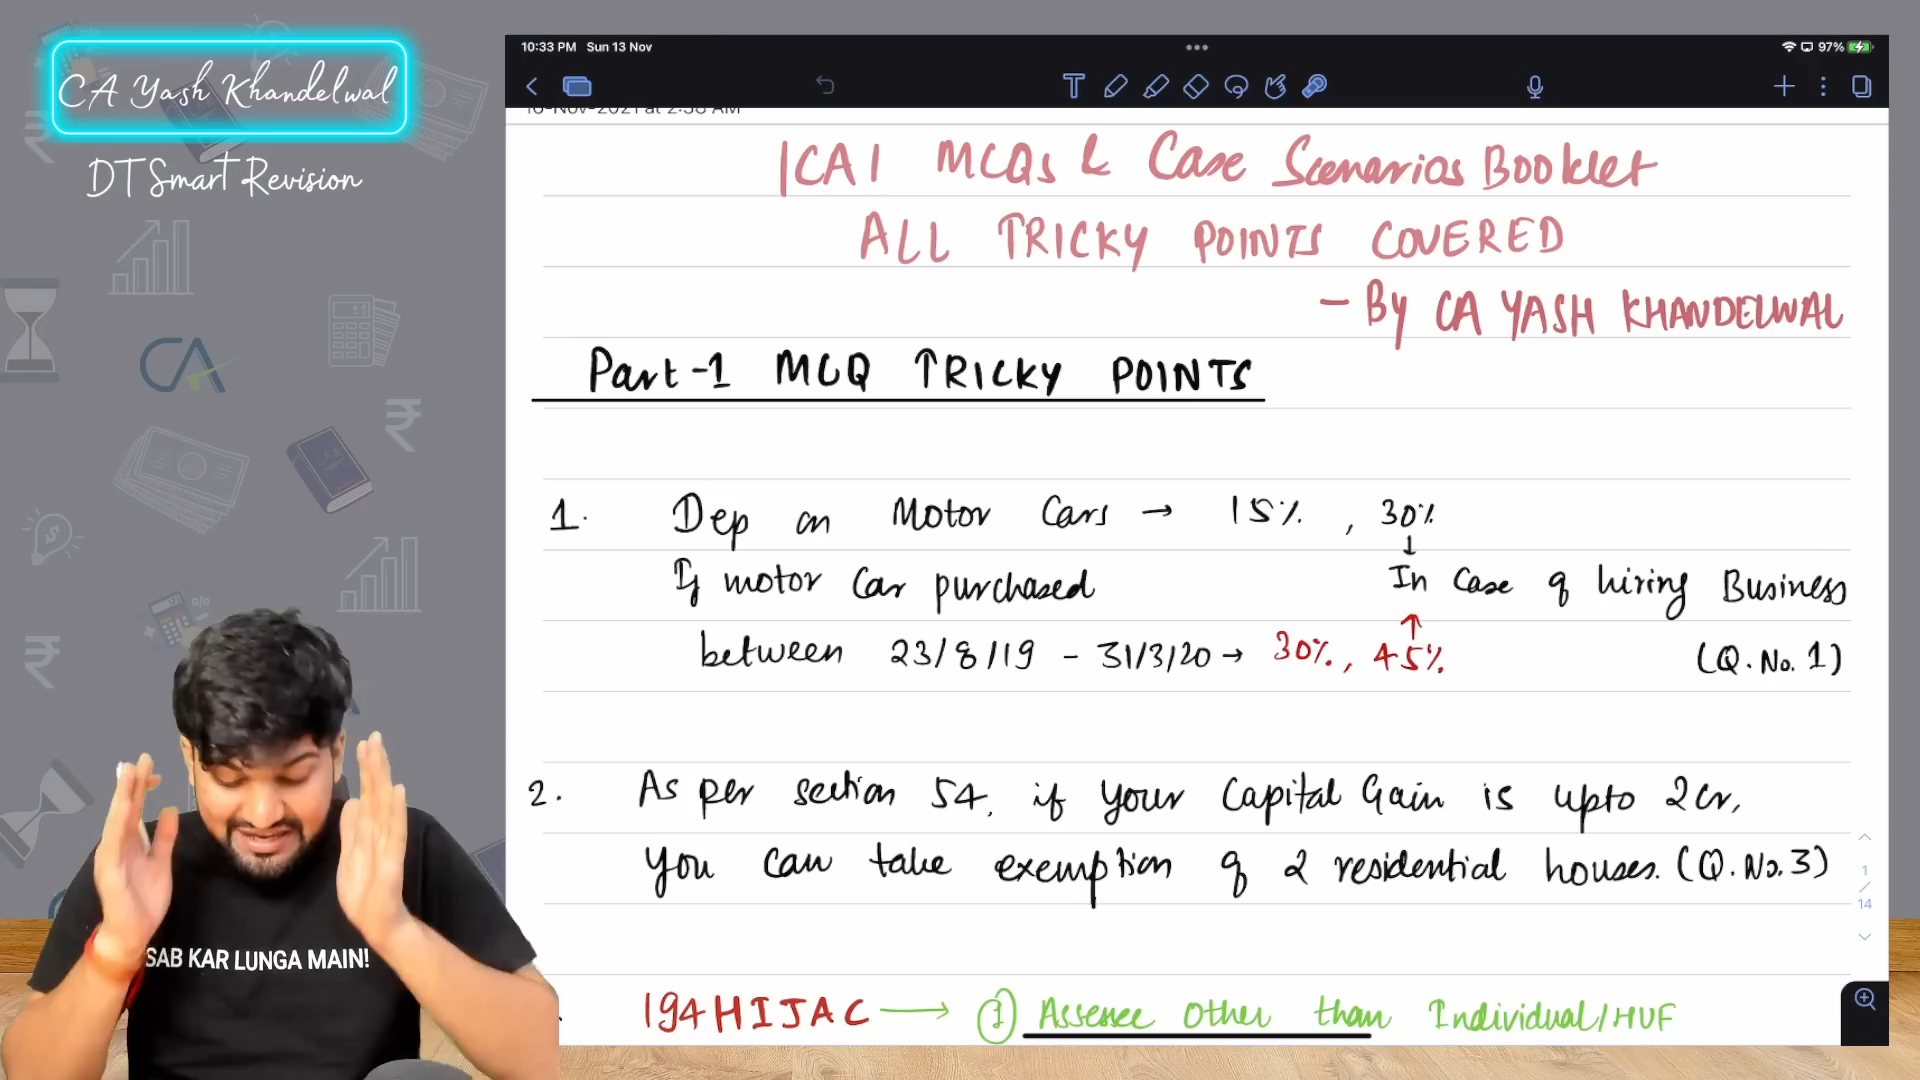 CA Yash Khandelwal
DT Smart Revision
10:33 PM Sun 13 Nov
97%
ICAI MCQs & Case Scenarios Booklet
ALL TRICKY POINTS COVERED
- By CA YASH KHANDELWAL
Part-1 MCQ TRICKY POINTS
1. Dep on Motor Cars → 15%, 30%
↓
If motor Car purchased In Case of hiring Business
↑
between 23/8/19 - 31/3/20 → 30%, 45% (Q. No. 1)
2. As per section 54, if your Capital Gain is upto 2cr,
you can take exemption of 2 residential houses. (Q. No. 3)
194HIJAC → ① Assessee Other than Individual/HUF
SAB KAR LUNGA MAIN!
CA
1
/
14